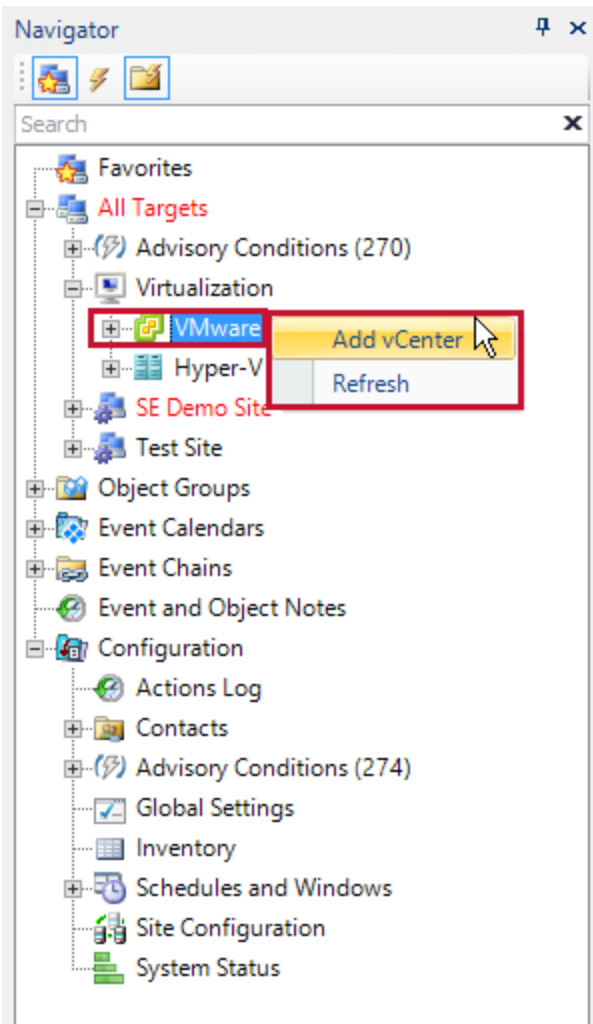 Navigator
Search
Favorites
All Targets
Advisory Conditions (270)
Virtualization
VMware
Add vCenter
Hyper-V
Refresh
SE Demo Site
Test Site
Object Groups
Event Calendars
Event Chains
Event and Object Notes
Configuration
Actions Log
Contacts
Advisory Conditions (274)
Global Settings
Inventory
Schedules and Windows
Site Configuration
System Status